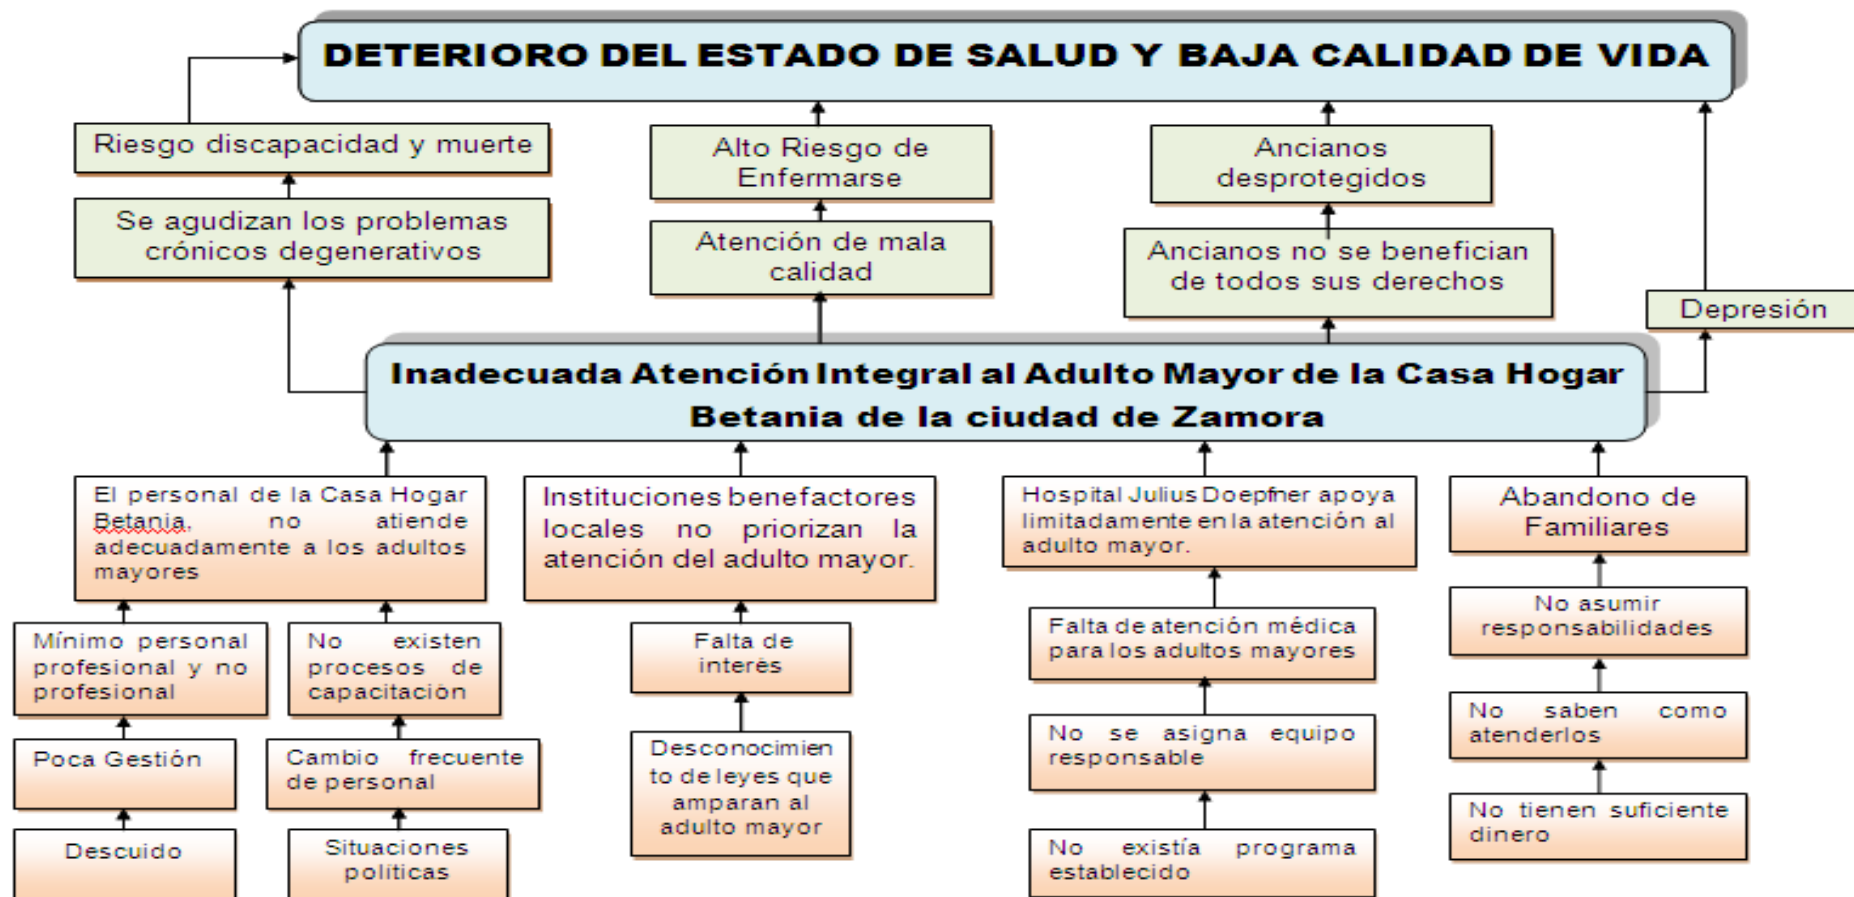 DETERIORO DEL ESTADO DE SALUD Y BAJA CALIDAD DE VIDA
Riesgo discapacidad y muerte
Alto Riesgo de
Enfermarse
Ancianos
desprotegidos
Se agudizan los problemas
crónicos degenerativos
Atención de mala
calidad
Ancianos no se benefician
de todos sus derechos
Depresión
Inadecuada Atención Integral al Adulto Mayor de la Casa Hogar
Betania de la ciudad de Zamora
El personal de la Casa Hogar
Betania, no atiende
adecuadamente a los adultos
mayores
Instituciones benefactores
locales no priorizan la
atención del adulto mayor.
Hospital Julius Doepfner apoya
limitadamente en la atención al
adulto mayor.
Abandono de
Familiares
Mínimo personal
profesional y no
profesional
No existen
procesos de
capacitación
Falta de
interés
Falta de atención médica
para los adultos mayores
No asumir
responsabilidades
Poca Gestión
Cambio frecuente
de personal
Desconocimien
to de leyes que
amparan al
adulto mayor
No se asigna equipo
responsable
No saben como
atenderlos
Descuido
Situaciones
políticas
No existía programa
establecido
No tienen suficiente
dinero